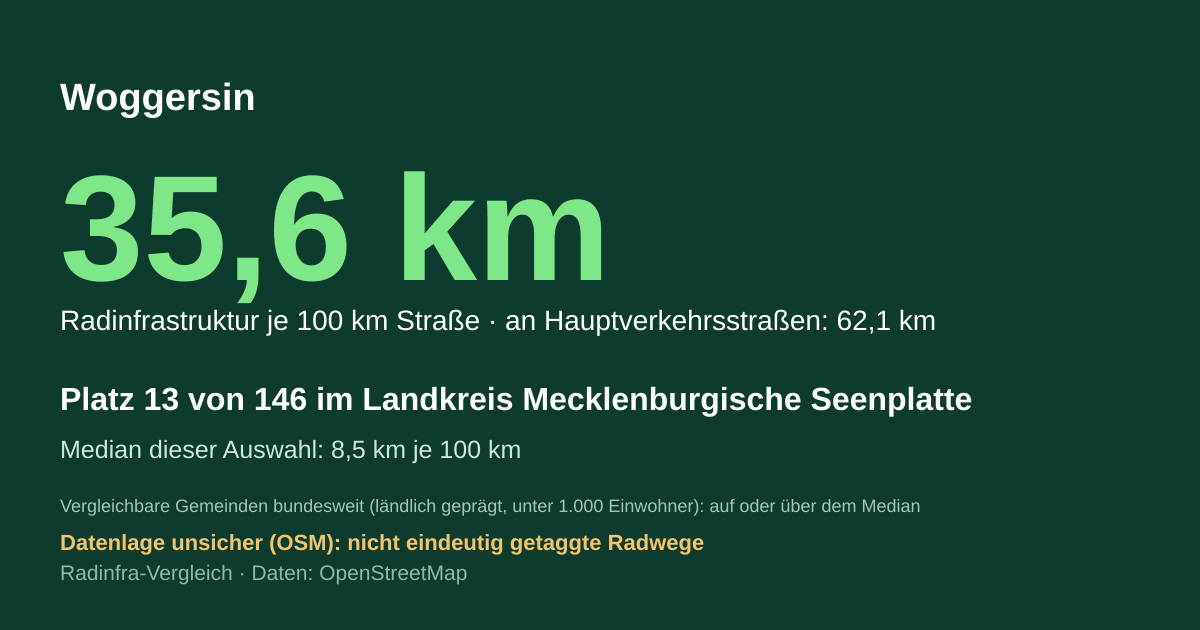 Woggersin
35,6 km
Radinfrastruktur je 100 km Straße · an Hauptverkehrsstraßen: 62,1 km
Platz 13 von 146 im Landkreis Mecklenburgische Seenplatte
Median dieser Auswahl: 8,5 km je 100 km
Vergleichbare Gemeinden bundesweit (ländlich geprägt, unter 1.000 Einwohner): auf oder über dem Median
Datenlage unsicher (OSM): nicht eindeutig getaggte Radwege
Radinfra-Vergleich · Daten: OpenStreetMap